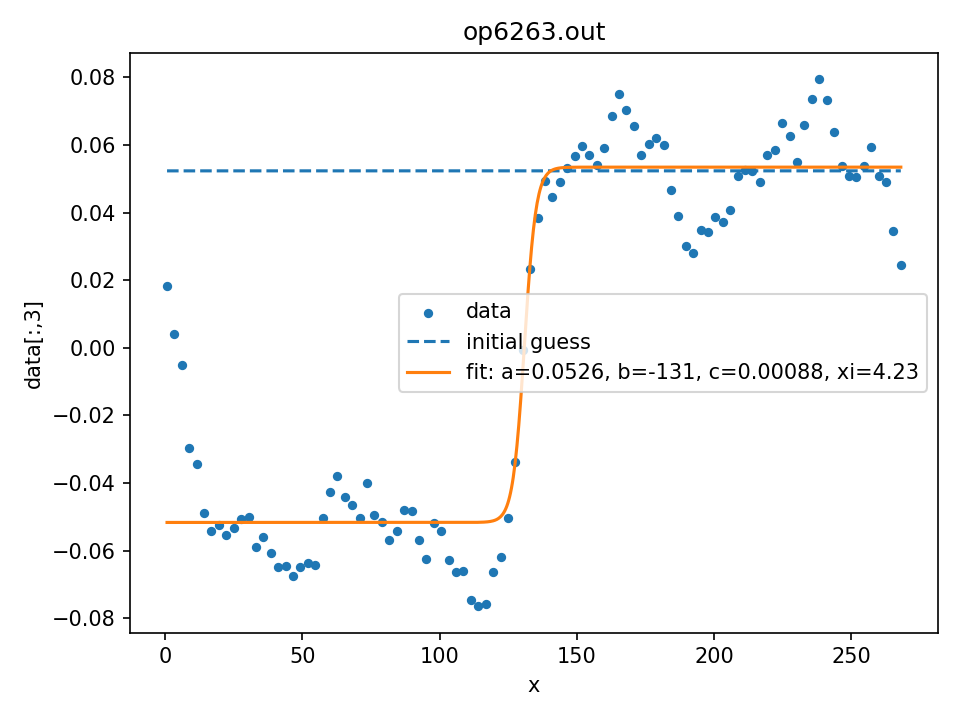 op6263.out
0.08
0.06
0.04
0.02
0.00
−0.02
−0.04
−0.06
−0.08
data[:,3]
data
initial guess
fit: a=0.0526, b=-131, c=0.00088, xi=4.23
0 50 100 150 200 250
x